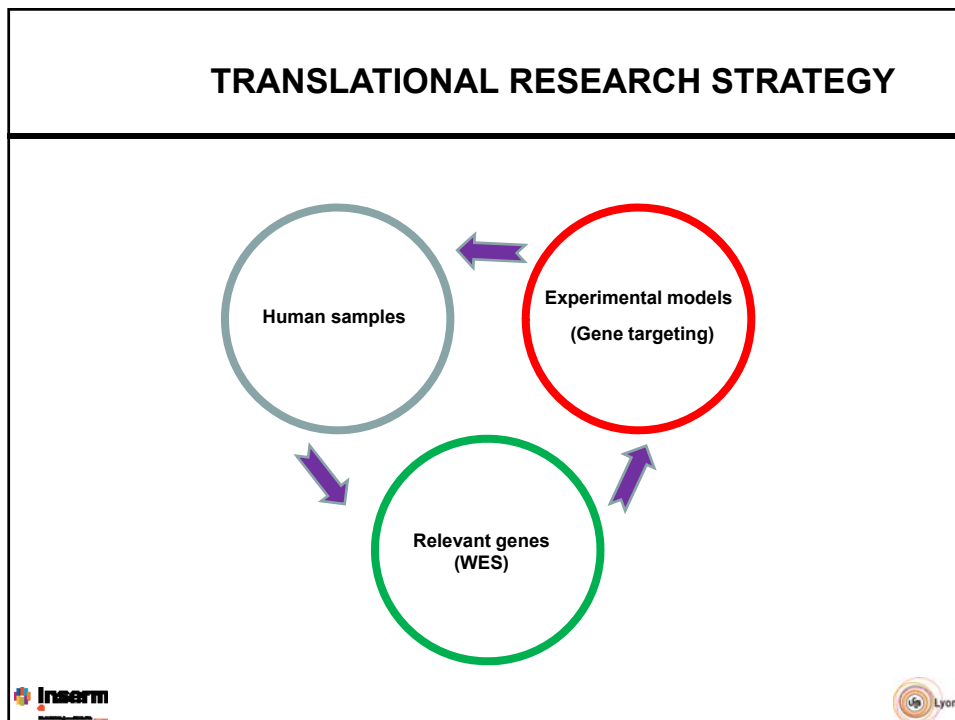 TRANSLATIONAL RESEARCH STRATEGY
Human samples
Experimental models
(Gene targeting)
Relevant genes
(WES)
Inserm
Lyon